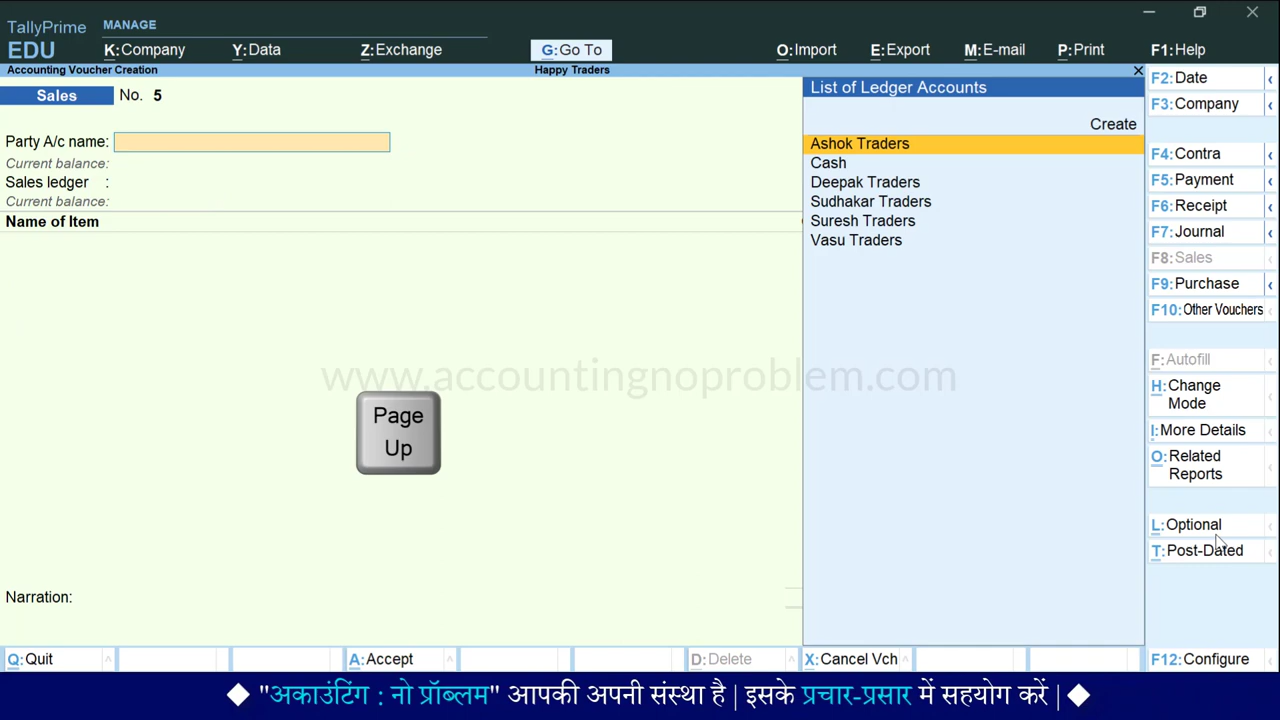 TallyPrime MANAGE
EDU K:Company Y:Data Z:Exchange G:Go To O:Import E:Export M:E-mail P:Print F1:Help
Accounting Voucher Creation Happy Traders
Sales No. 5
Party A/c name:
Current balance:
Sales ledger :
Current balance:
Name of Item
Narration:
List of Ledger Accounts
Create
Ashok Traders
Cash
Deepak Traders
Sudhakar Traders
Suresh Traders
Vasu Traders
F2:Date
F3:Company
F4:Contra
F5:Payment
F6:Receipt
F7:Journal
F8:Sales
F9:Purchase
F10:Other Vouchers
F:Autofill
H:Change
Mode
I:More Details
O:Related
Reports
L:Optional
T:Post-Dated
www.accountingnoproblem.com
Page
Up
Q:Quit A:Accept D:Delete X:Cancel Vch F12:Configure
"अकाउंटिंग : नो प्रॉब्लम" आपकी अपनी संस्था है | इसके प्रचार-प्रसार में सहयोग करें |